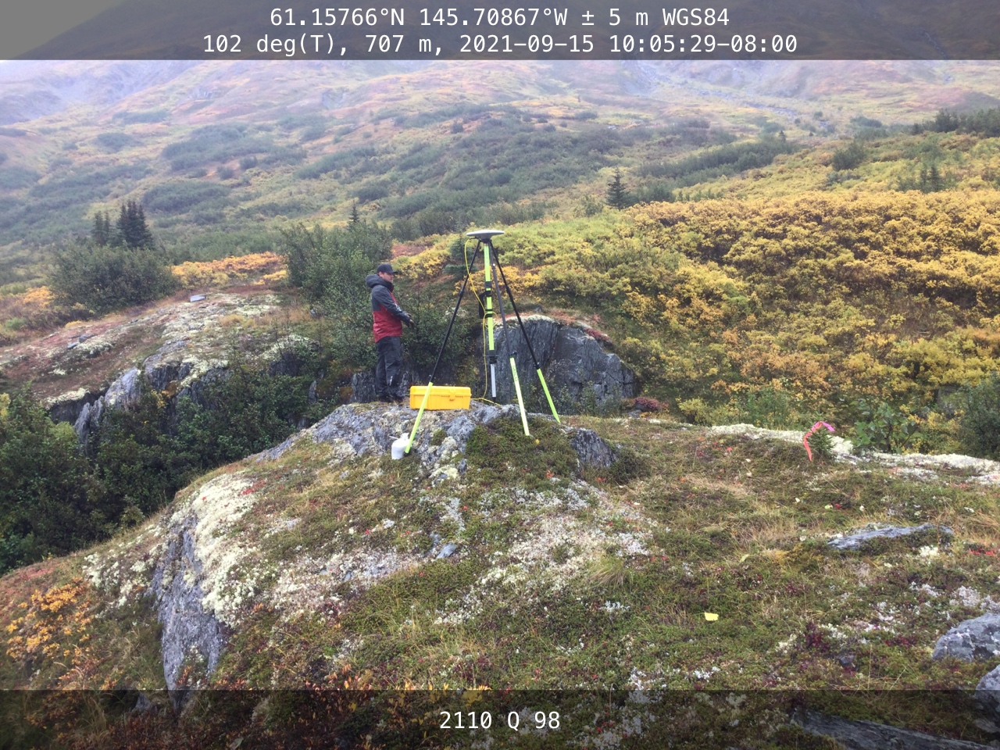 61.15766°N 145.70867°W ± 5 m WGS84
102 deg(T), 707 m, 2021-09-15 10:05:29-08:00
2110 Q 98